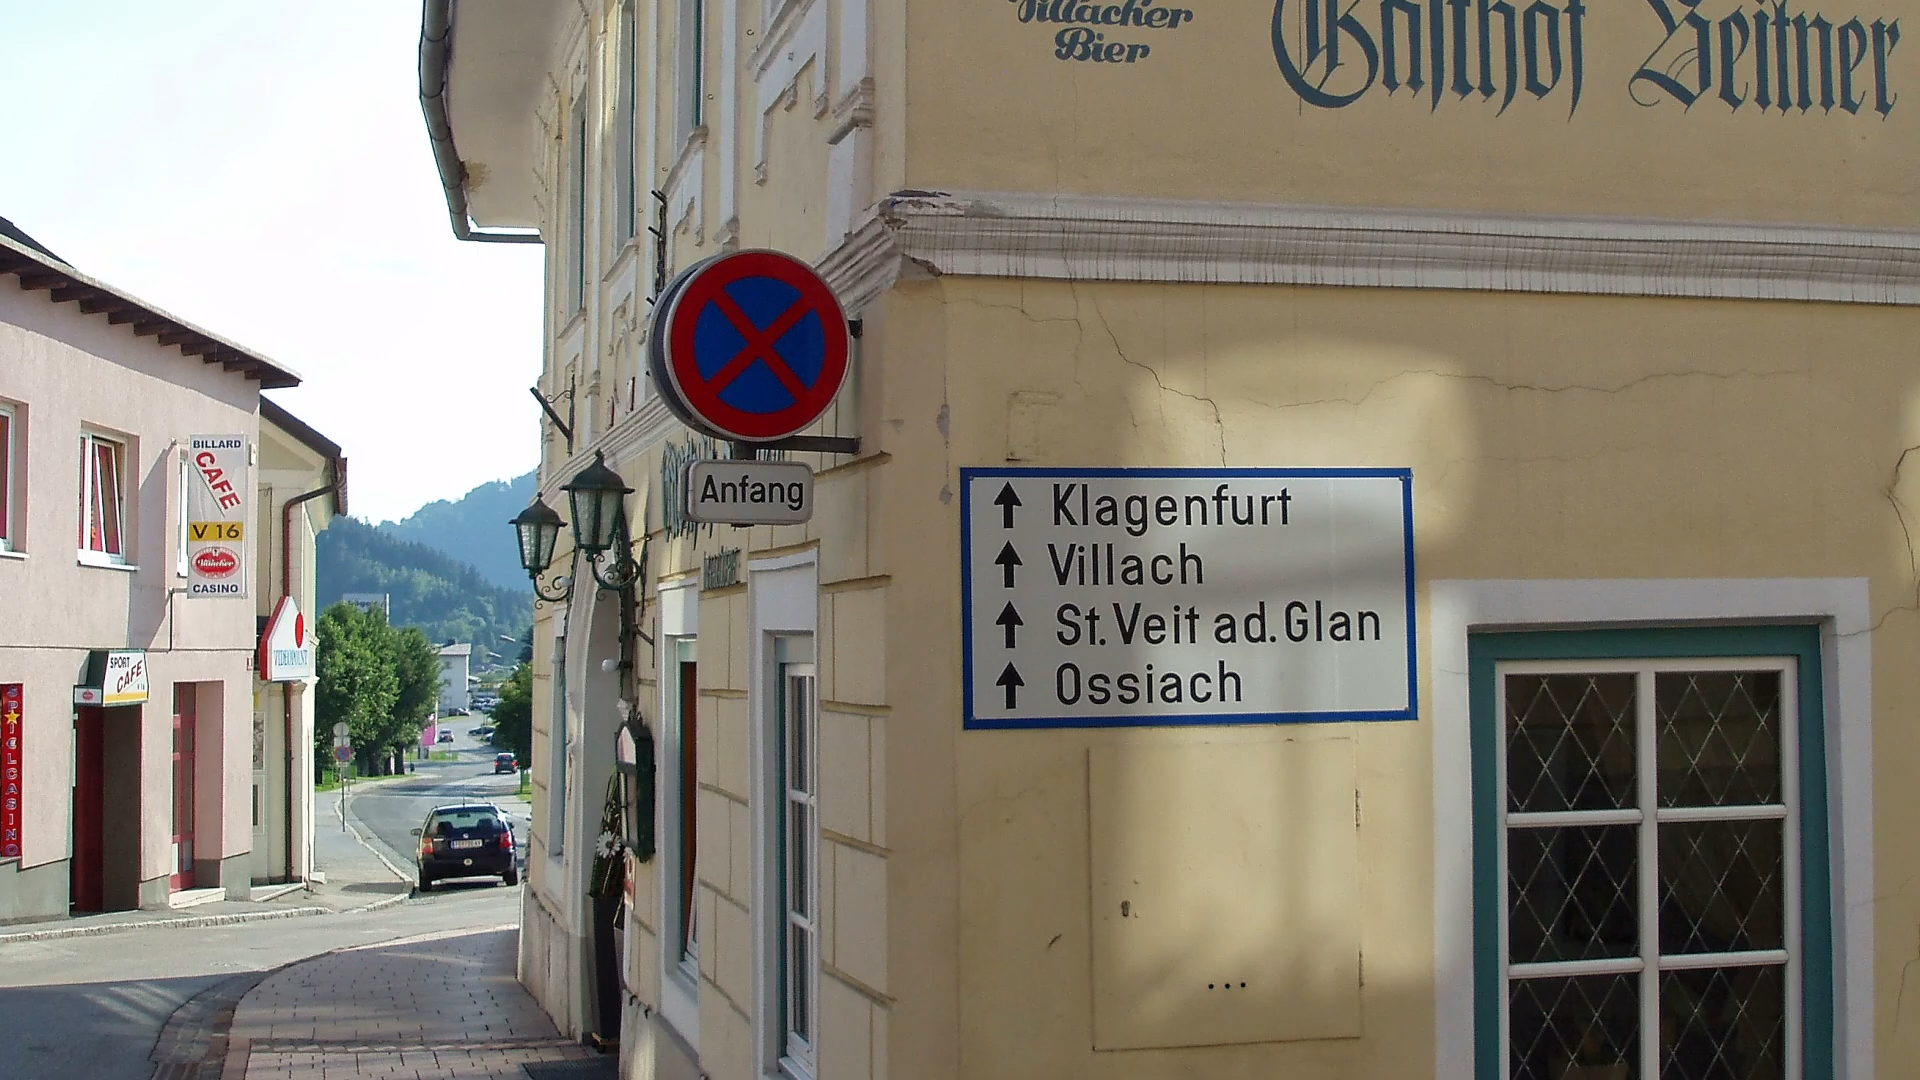 Villacher
Bier
Gasthof Seitner
Anfang
Klagenfurt
Villach
St. Veit ad. Glan
Ossiach
BILLARD
CAFE
V 16
Villacher
CASINO
SPORT
CAFE
SPIELCASINO